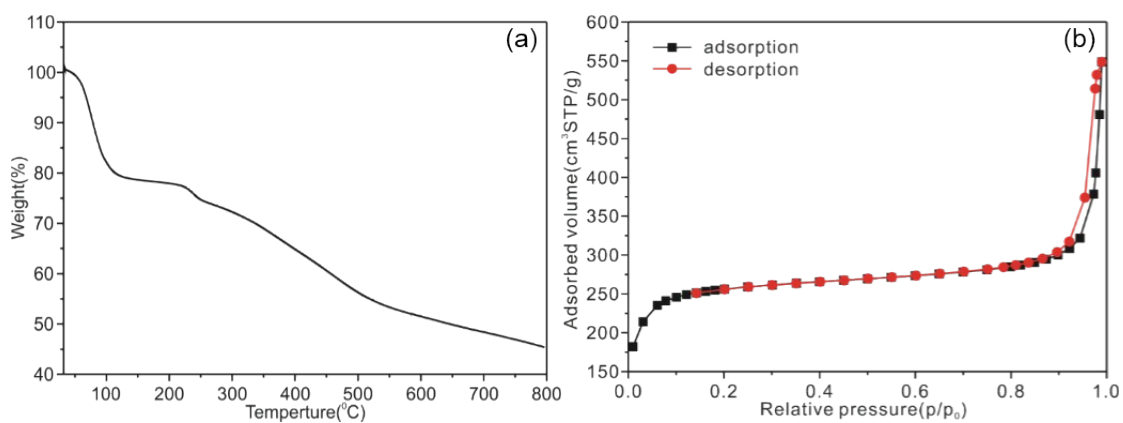 (a)
110
100
90
80
70
60
50
40
Weight(%)
100 200 300 400 500 600 700 800
Temperture(⁰C)
(b)
adsorption
desorption
600
550
500
450
400
350
300
250
200
150
Adsorbed volume(cm³STP/g)
0.0 0.2 0.4 0.6 0.8 1.0
Relative pressure(p/p₀)